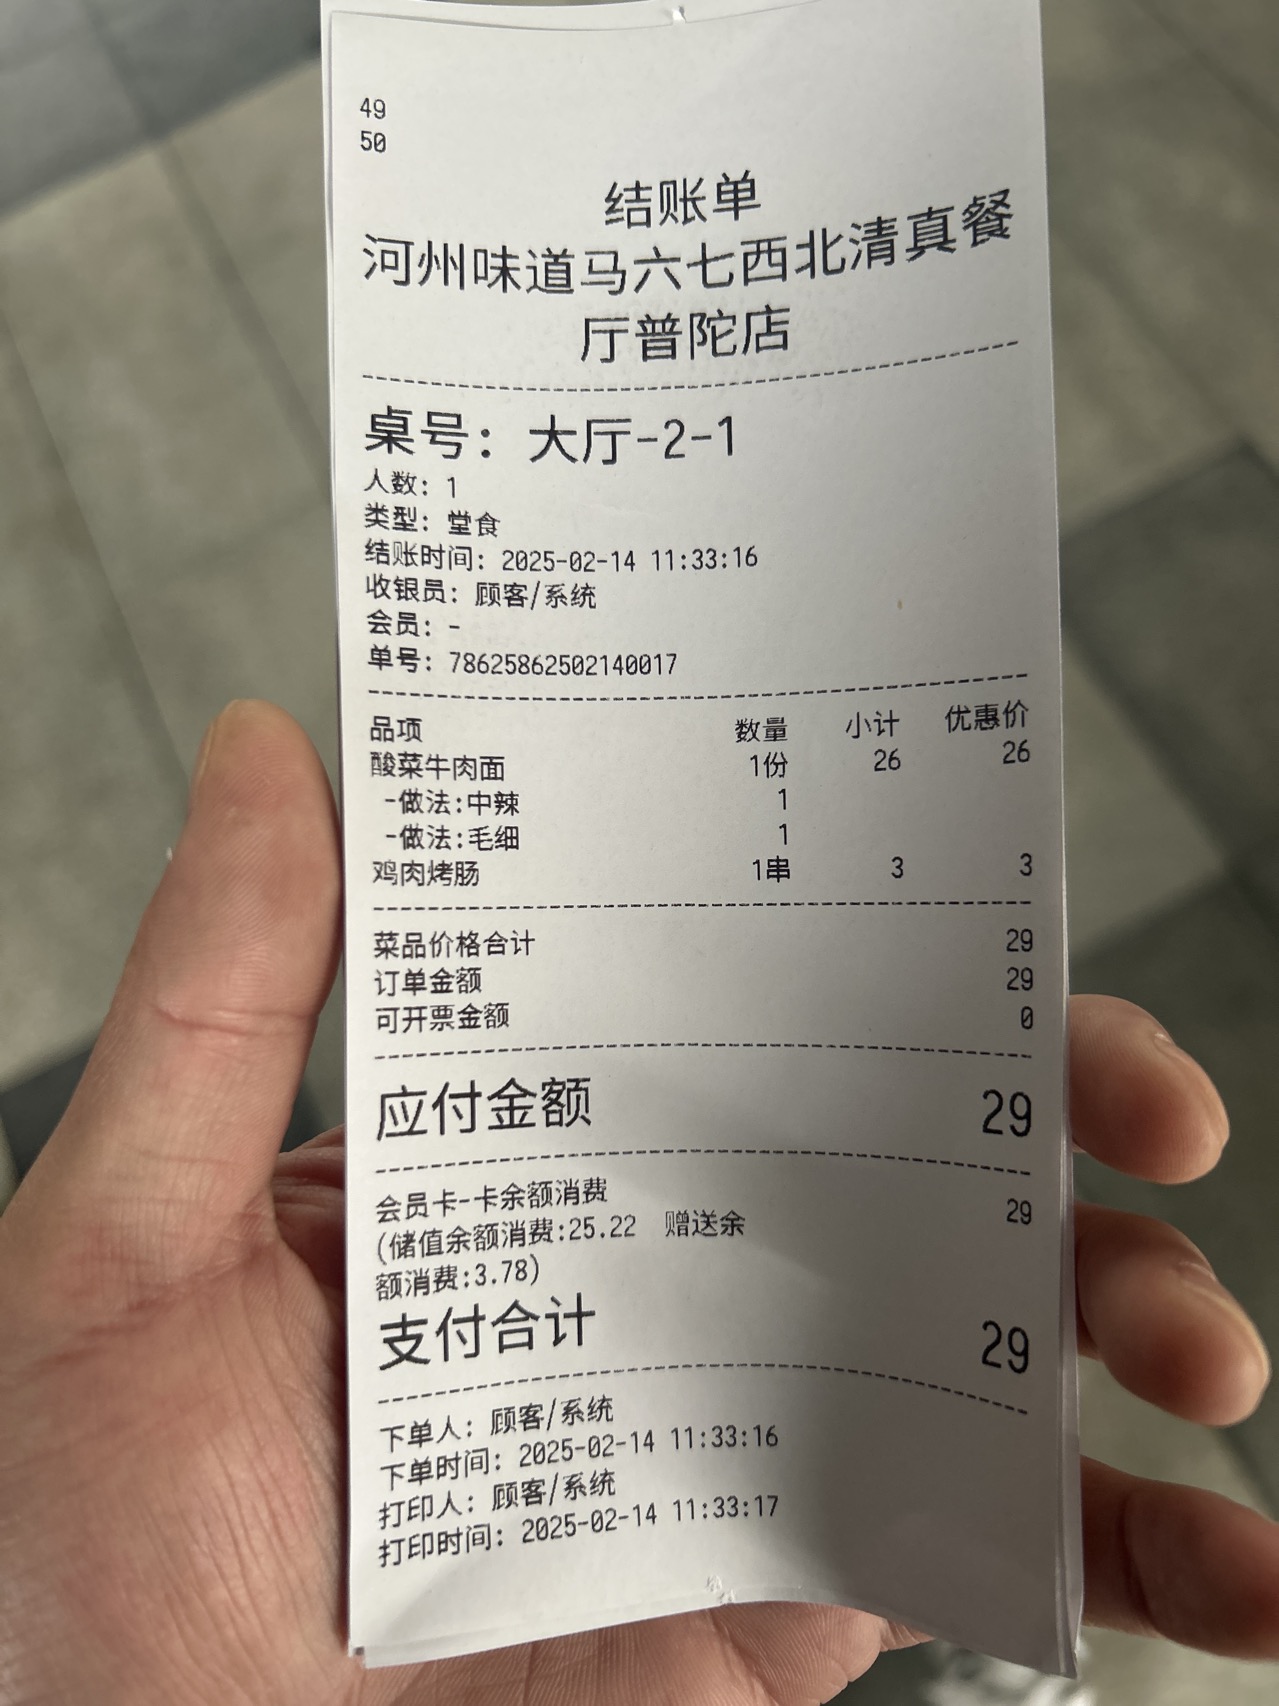 49
50
结账单
河州味道马六七西北清真餐
厅普陀店
桌号：大厅-2-1
人数：1
类型：堂食
结账时间：2025-02-14 11:33:16
收银员：顾客/系统
会员：-
单号：78625862502140017
品项 数量 小计 优惠价
酸菜牛肉面 1份 26 26
-做法:中辣 1
-做法:毛细 1
鸡肉烤肠 1串 3 3
菜品价格合计 29
订单金额 29
可开票金额 0
应付金额 29
会员卡-卡余额消费 29
(储值余额消费:25.22 赠送余
额消费:3.78)
支付合计 29
下单人：顾客/系统
下单时间：2025-02-14 11:33:16
打印人：顾客/系统
打印时间：2025-02-14 11:33:17